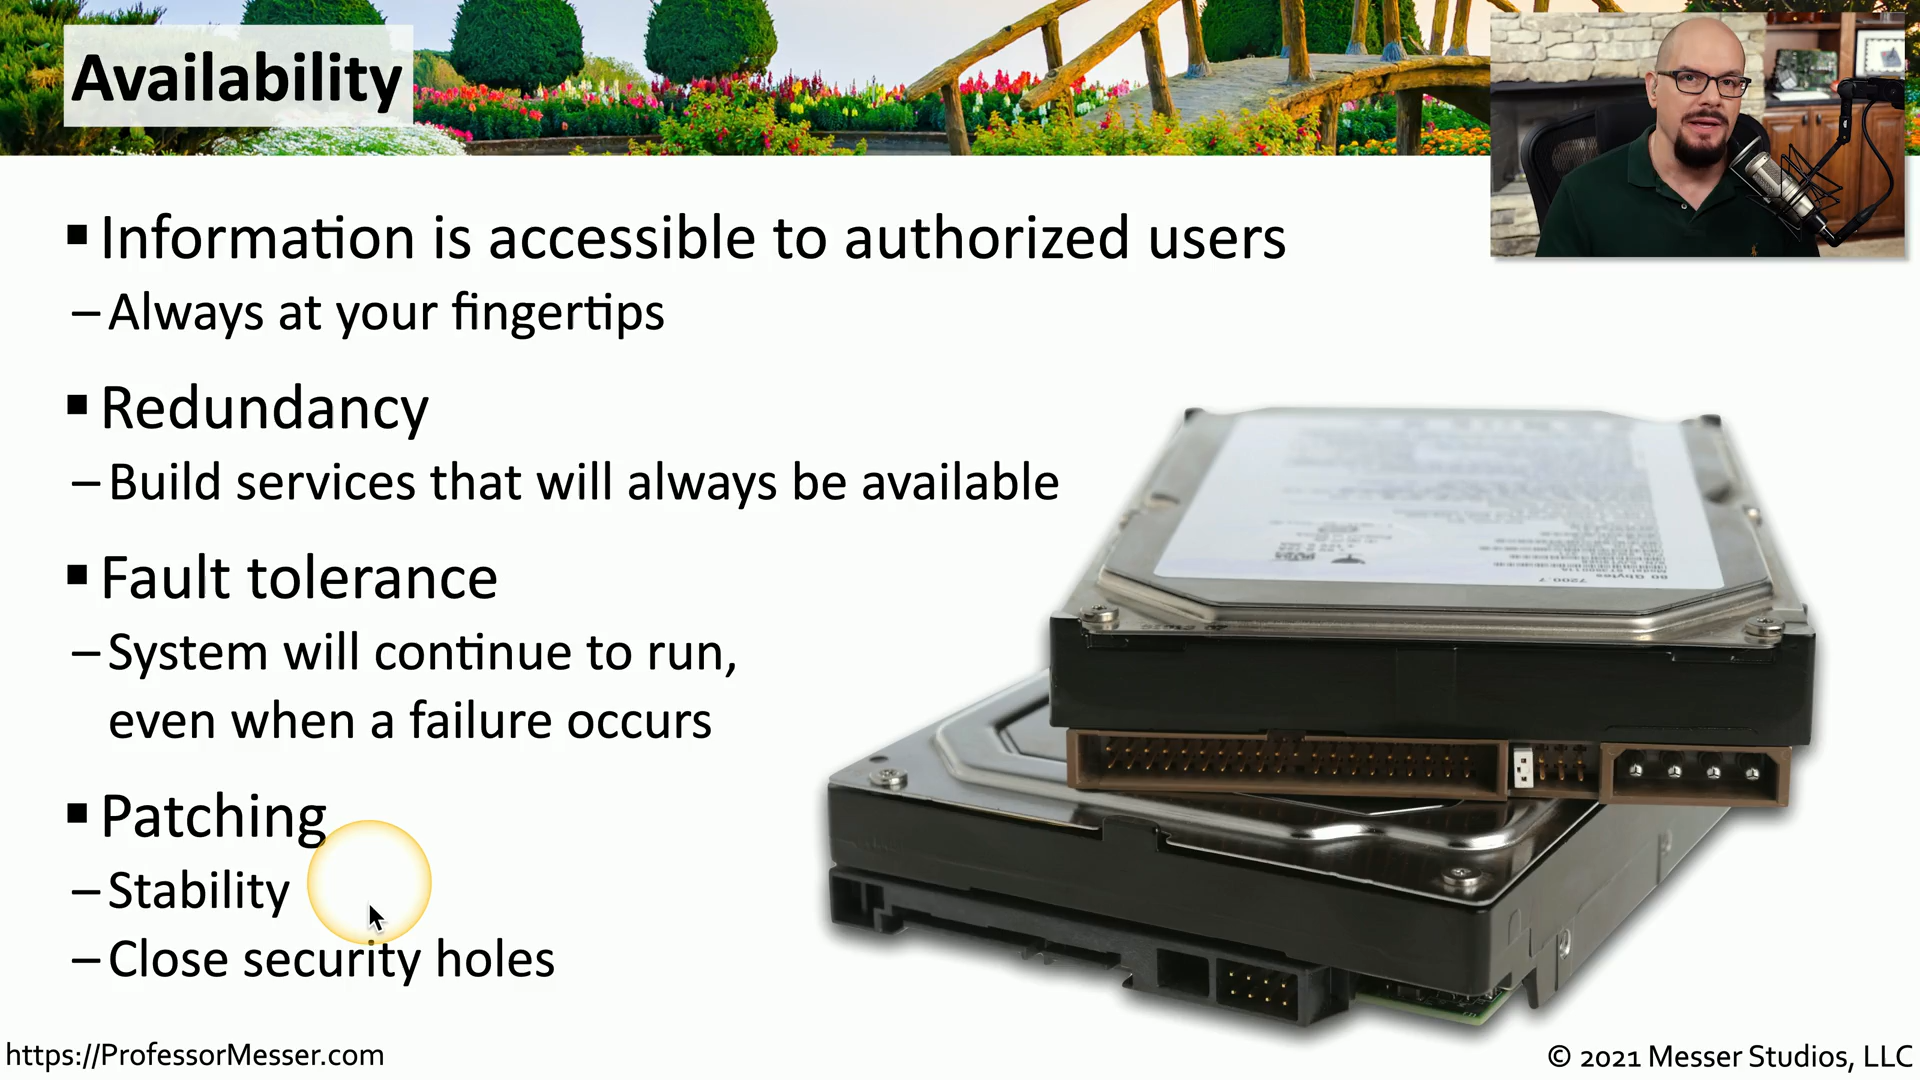 Availability
▪ Information is accessible to authorized users
– Always at your fingertips
▪ Redundancy
– Build services that will always be available
▪ Fault tolerance
– System will continue to run,
even when a failure occurs
▪ Patching
– Stability
– Close security holes
https://ProfessorMesser.com
© 2021 Messer Studios, LLC